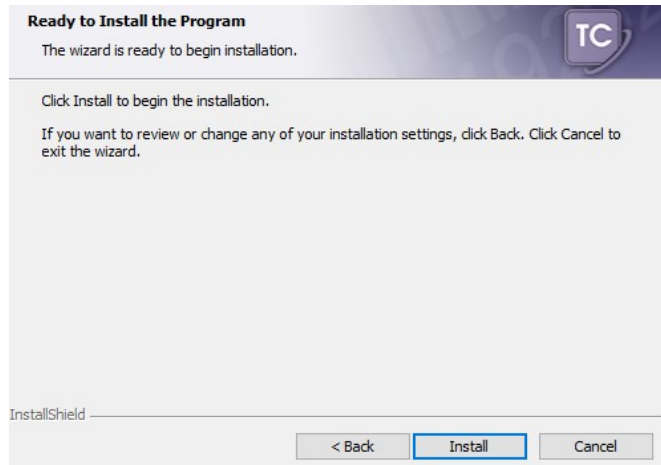 Ready to Install the Program
The wizard is ready to begin installation.
TC
Click Install to begin the installation.
If you want to review or change any of your installation settings, click Back. Click Cancel to
exit the wizard.
InstallShield
< Back
Install
Cancel